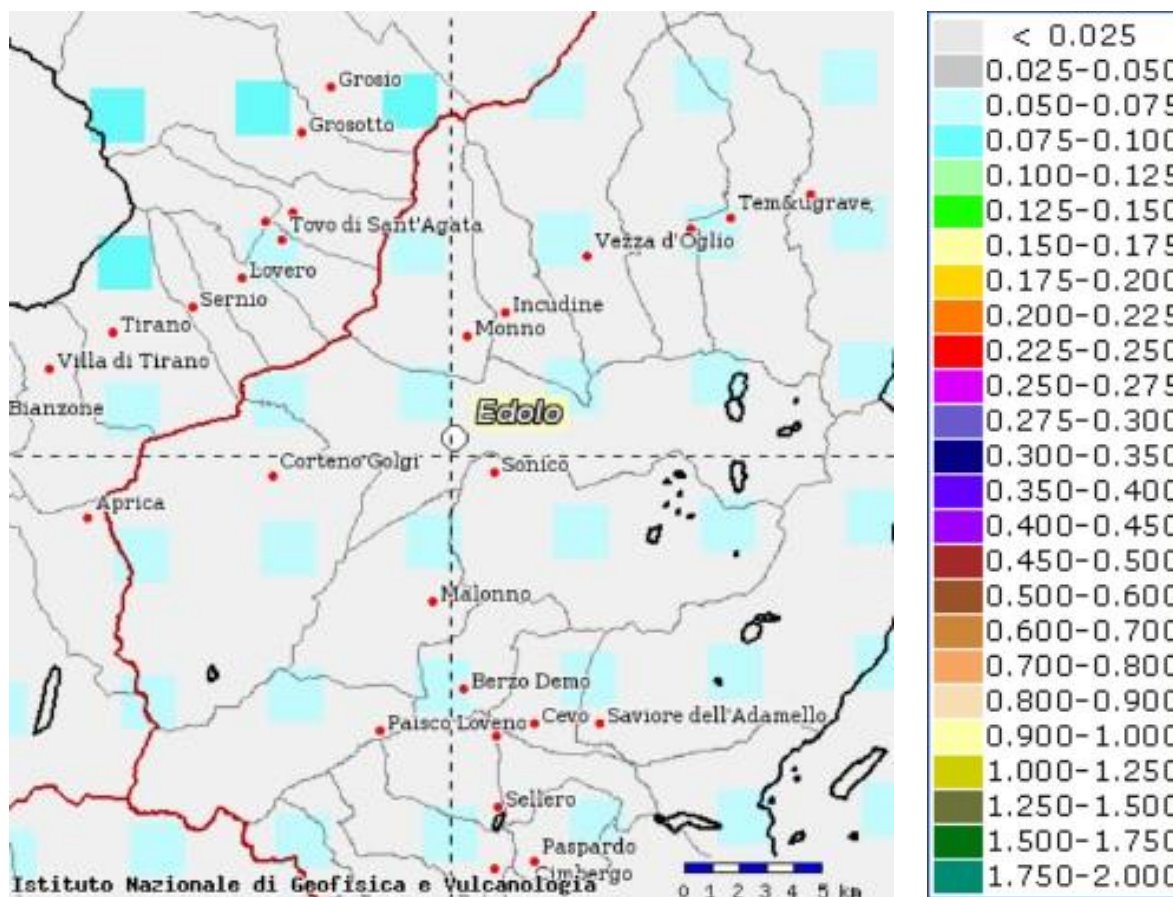 Grosio
Grosotto
Tem&ugrave,
Tovo di Sant'Agata
Vezza d'Oglio
Lovero
Sernio
Incudine
Tirano
Monno
Villa di Tirano
Bianzone
Edolo
Corteno Golgi
Sonico
Aprica
Malonno
Berzo Demo
Paisco Loveno
Cevo
Saviore dell'Adamello
Sellero
Paspardo
Cimbergo
Istituto Nazionale di Geofisica e Vulcanologia
0 1 2 3 4 5 km
< 0.025
0.025-0.050
0.050-0.075
0.075-0.100
0.100-0.125
0.125-0.150
0.150-0.175
0.175-0.200
0.200-0.225
0.225-0.250
0.250-0.275
0.275-0.300
0.300-0.350
0.350-0.400
0.400-0.450
0.450-0.500
0.500-0.600
0.600-0.700
0.700-0.800
0.800-0.900
0.900-1.000
1.000-1.250
1.250-1.500
1.500-1.750
1.750-2.000